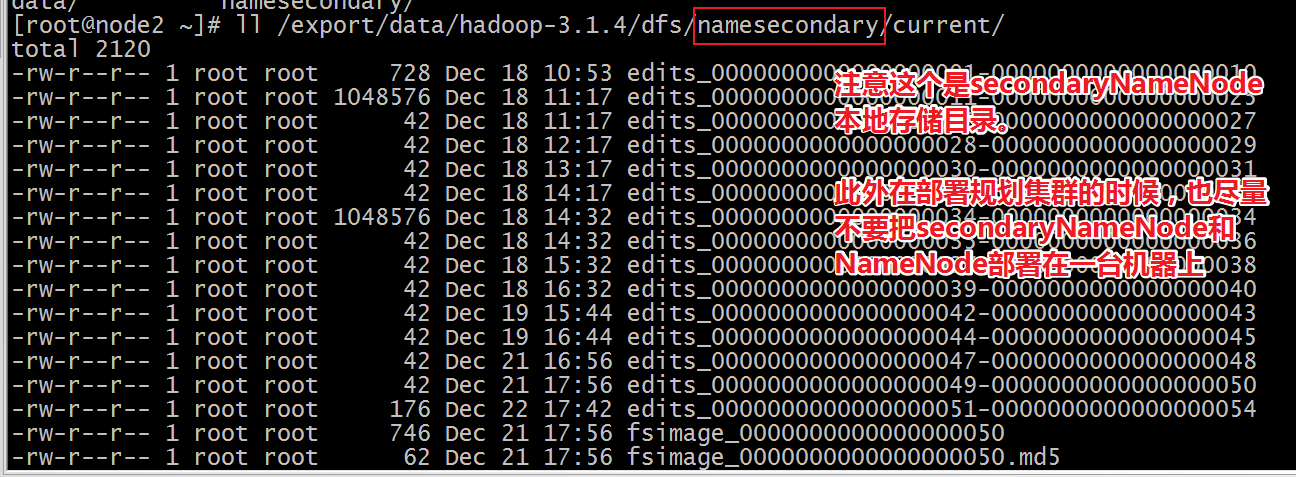 data/ namesecondary/
[root@node2 ~]# ll /export/data/hadoop-3.1.4/dfs/namesecondary/current/
total 2120
-rw-r--r-- 1 root root 728 Dec 18 10:53 edits_0000000000000000001-0000000000000000010
-rw-r--r-- 1 root root 1048576 Dec 18 11:17
-rw-r--r-- 1 root root 42 Dec 18 11:17
-rw-r--r-- 1 root root 42 Dec 18 12:17 edits_0000000000000000028-0000000000000000029
-rw-r--r-- 1 root root 42 Dec 18 13:17 edits_0000000000000000030-0000000000000000031
-rw-r--r-- 1 root root 42 Dec 18 14:17
-rw-r--r-- 1 root root 1048576 Dec 18 14:32 edits_0000000000000000034-0000000000000000034
-rw-r--r-- 1 root root 42 Dec 18 14:32
-rw-r--r-- 1 root root 42 Dec 18 15:32
-rw-r--r-- 1 root root 42 Dec 18 16:32 edits_0000000000000000039-0000000000000000040
-rw-r--r-- 1 root root 42 Dec 19 15:44 edits_0000000000000000042-0000000000000000043
-rw-r--r-- 1 root root 42 Dec 19 16:44 edits_0000000000000000044-0000000000000000045
-rw-r--r-- 1 root root 42 Dec 21 16:56 edits_0000000000000000047-0000000000000000048
-rw-r--r-- 1 root root 42 Dec 21 17:56 edits_0000000000000000049-0000000000000000050
-rw-r--r-- 1 root root 176 Dec 22 17:42 edits_0000000000000000051-0000000000000000054
-rw-r--r-- 1 root root 746 Dec 21 17:56 fsimage_0000000000000000050
-rw-r--r-- 1 root root 62 Dec 21 17:56 fsimage_0000000000000000050.md5
注意这个是secondaryNameNode
本地存储目录。
此外在部署规划集群的时候，也尽量
不要把secondaryNameNode和
NameNode部署在一台机器上